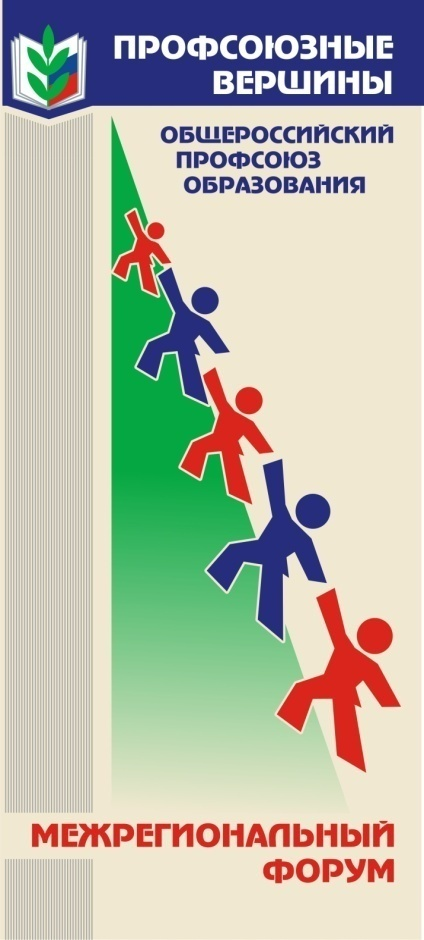 ПРОФСОЮЗНЫЕ
ВЕРШИНЫ
ОБЩЕРОССИЙСКИЙ
ПРОФСОЮЗ
ОБРАЗОВАНИЯ
МЕЖРЕГИОНАЛЬНЫЙ
ФОРУМ